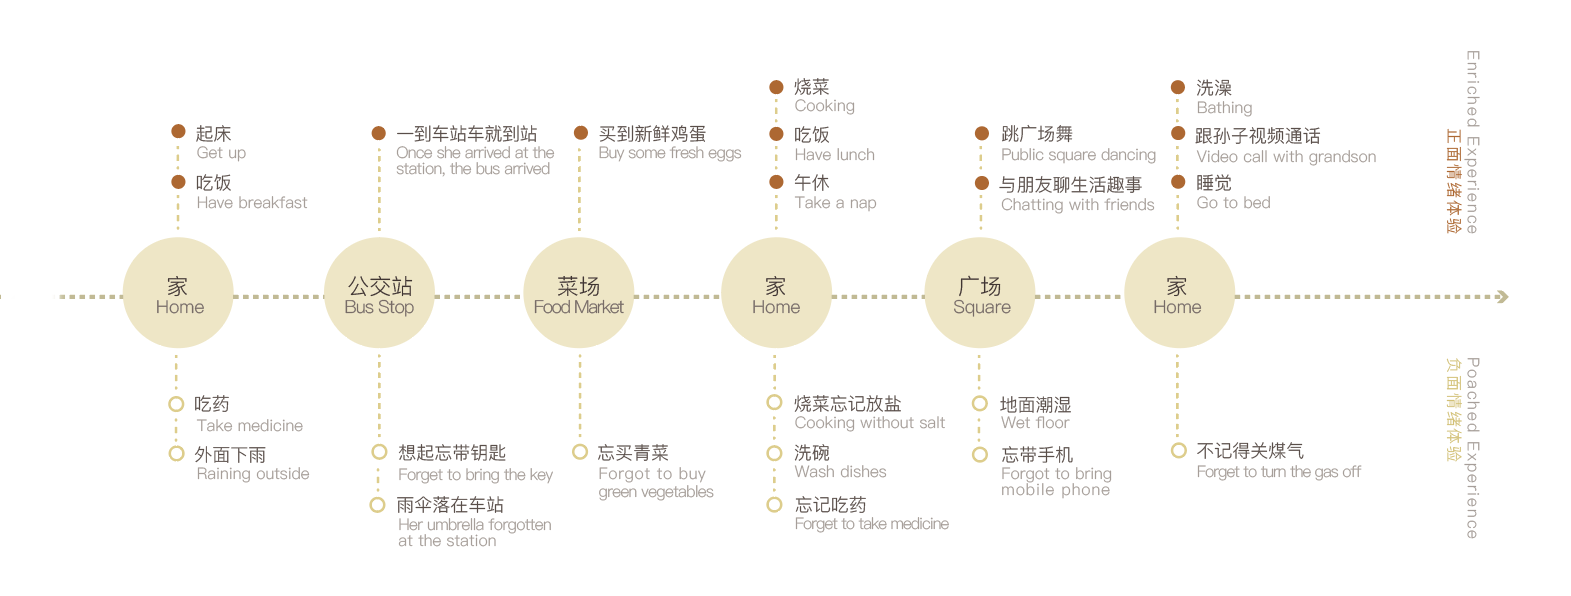 起床
Get up
吃饭
Have breakfast
家
Home
吃药
Take medicine
外面下雨
Raining outside
一到车站车就到站
Once she arrived at the
station, the bus arrived
公交站
Bus Stop
想起忘带钥匙
Forget to bring the key
雨伞落在车站
Her umbrella forgotten
at the station
买到新鲜鸡蛋
Buy some fresh eggs
菜场
Food Market
忘买青菜
Forgot to buy
green vegetables
烧菜
Cooking
吃饭
Have lunch
午休
Take a nap
家
Home
烧菜忘记放盐
Cooking without salt
洗碗
Wash dishes
忘记吃药
Forget to take medicine
跳广场舞
Public square dancing
与朋友聊生活趣事
Chatting with friends
广场
Square
地面潮湿
Wet floor
忘带手机
Forgot to bring
mobile phone
洗澡
Bathing
跟孙子视频通话
Video call with grandson
睡觉
Go to bed
家
Home
不记得关煤气
Forget to turn the gas off
Enriched Experience
正面情绪体验
Poached Experience
负面情绪体验